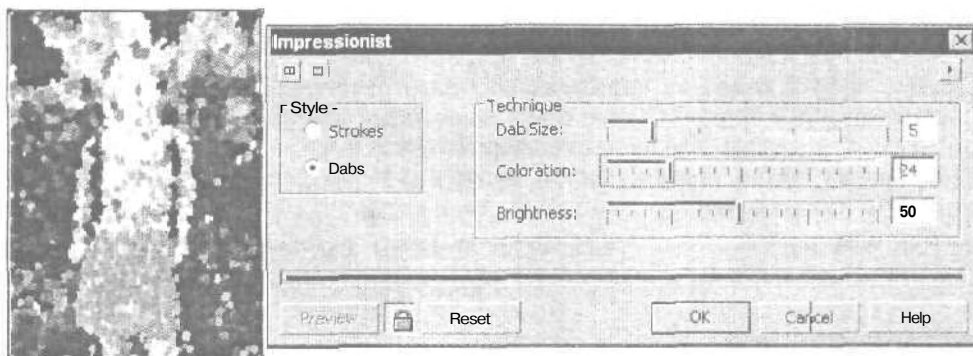 Impressionist
Style
Technique
Strokes
Dab Size: 5
Dabs
Coloration: 24
Brightness: 50
Preview Reset OK Cancel Help